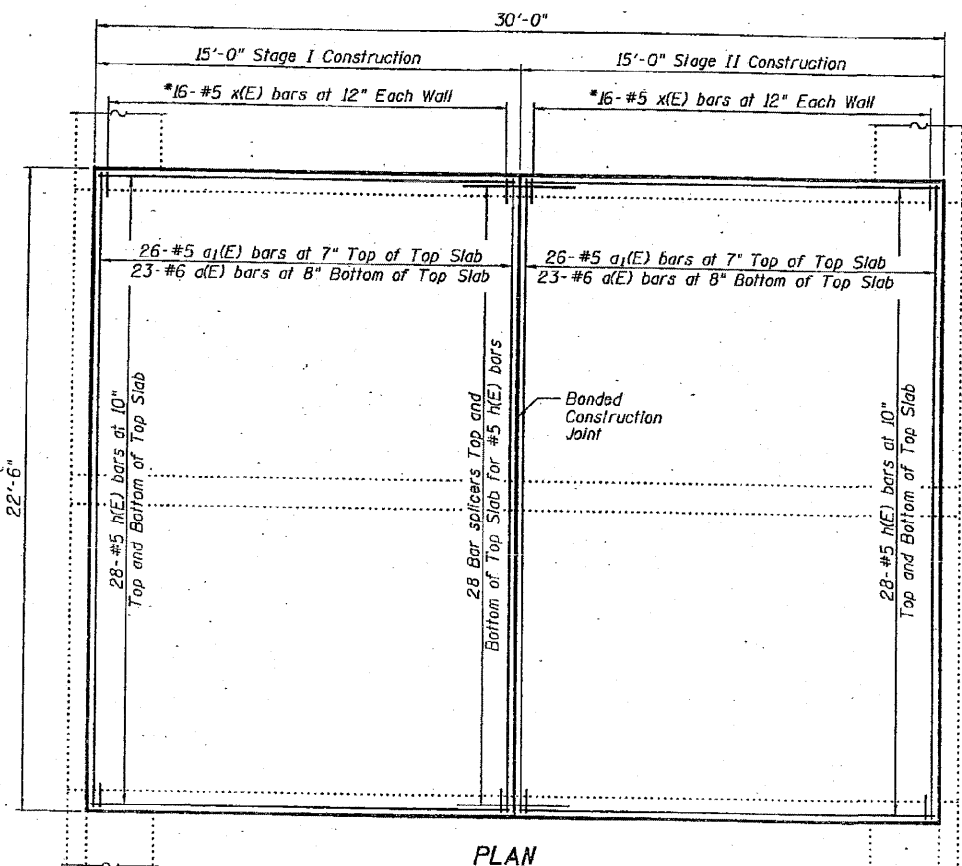 30'-0"
15'-0" Stage I Construction
15'-0" Stage II Construction
*16-#5 x(E) bars at 12" Each Wall
*16-#5 x(E) bars at 12" Each Wall
26-#5 a1(E) bars at 7" Top of Top Slab
23-#6 a(E) bars at 8" Bottom of Top Slab
26-#5 a1(E) bars at 7" Top of Top Slab
23-#6 a(E) bars at 8" Bottom of Top Slab
22'-6"
28-#5 h(E) bars at 10"
Top and Bottom of Top Slab
28 Bar splicers Top and
Bottom of Top Slab for #5 h(E) bars
Bonded
Construction
Joint
28-#5 h(E) bars at 10"
Top and Bottom of Top Slab
PLAN